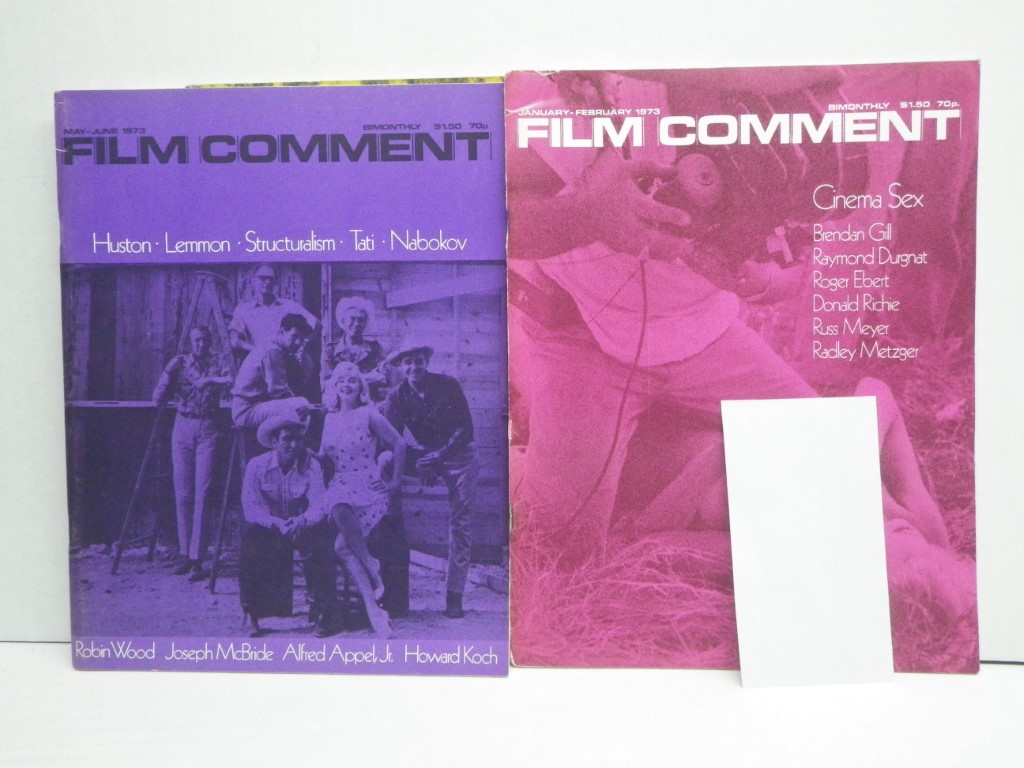 MAY-JUNE 1973 BIMONTHLY $1.50 70p
FILM COMMENT
Huston · Lemmon · Structuralism · Tati · Nabokov
Robin Wood Joseph McBride Alfred Appel, Jr. Howard Koch
JANUARY-FEBRUARY 1973 BIMONTHLY $1.50 70p.
FILM COMMENT
Cinema Sex
Brendan Gill
Raymond Durgnat
Roger Ebert
Donald Richie
Russ Meyer
Radley Metzger